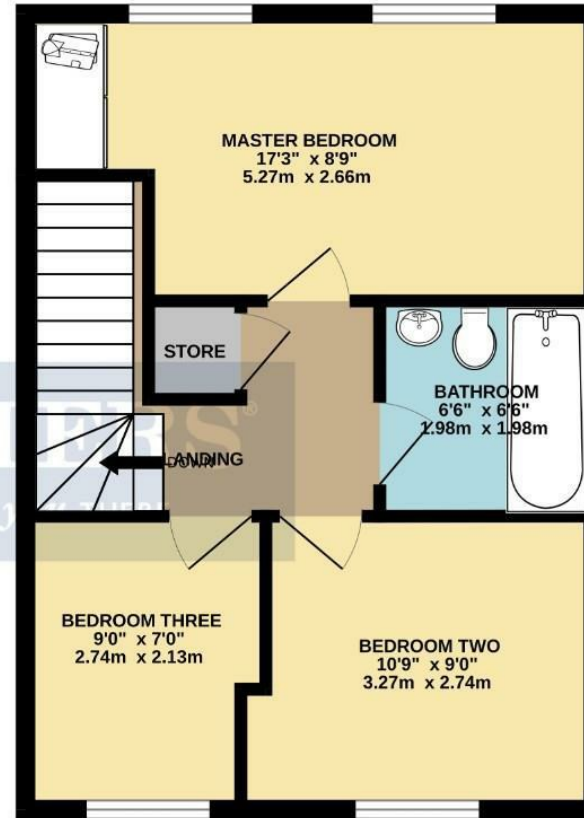 MASTER BEDROOM
17'3" x 8'9"
5.27m x 2.66m
STORE
BATHROOM
6'6" x 6'6"
1.98m x 1.98m
LANDING
DOWN
BEDROOM THREE
9'0" x 7'0"
2.74m x 2.13m
BEDROOM TWO
10'9" x 9'0"
3.27m x 2.74m